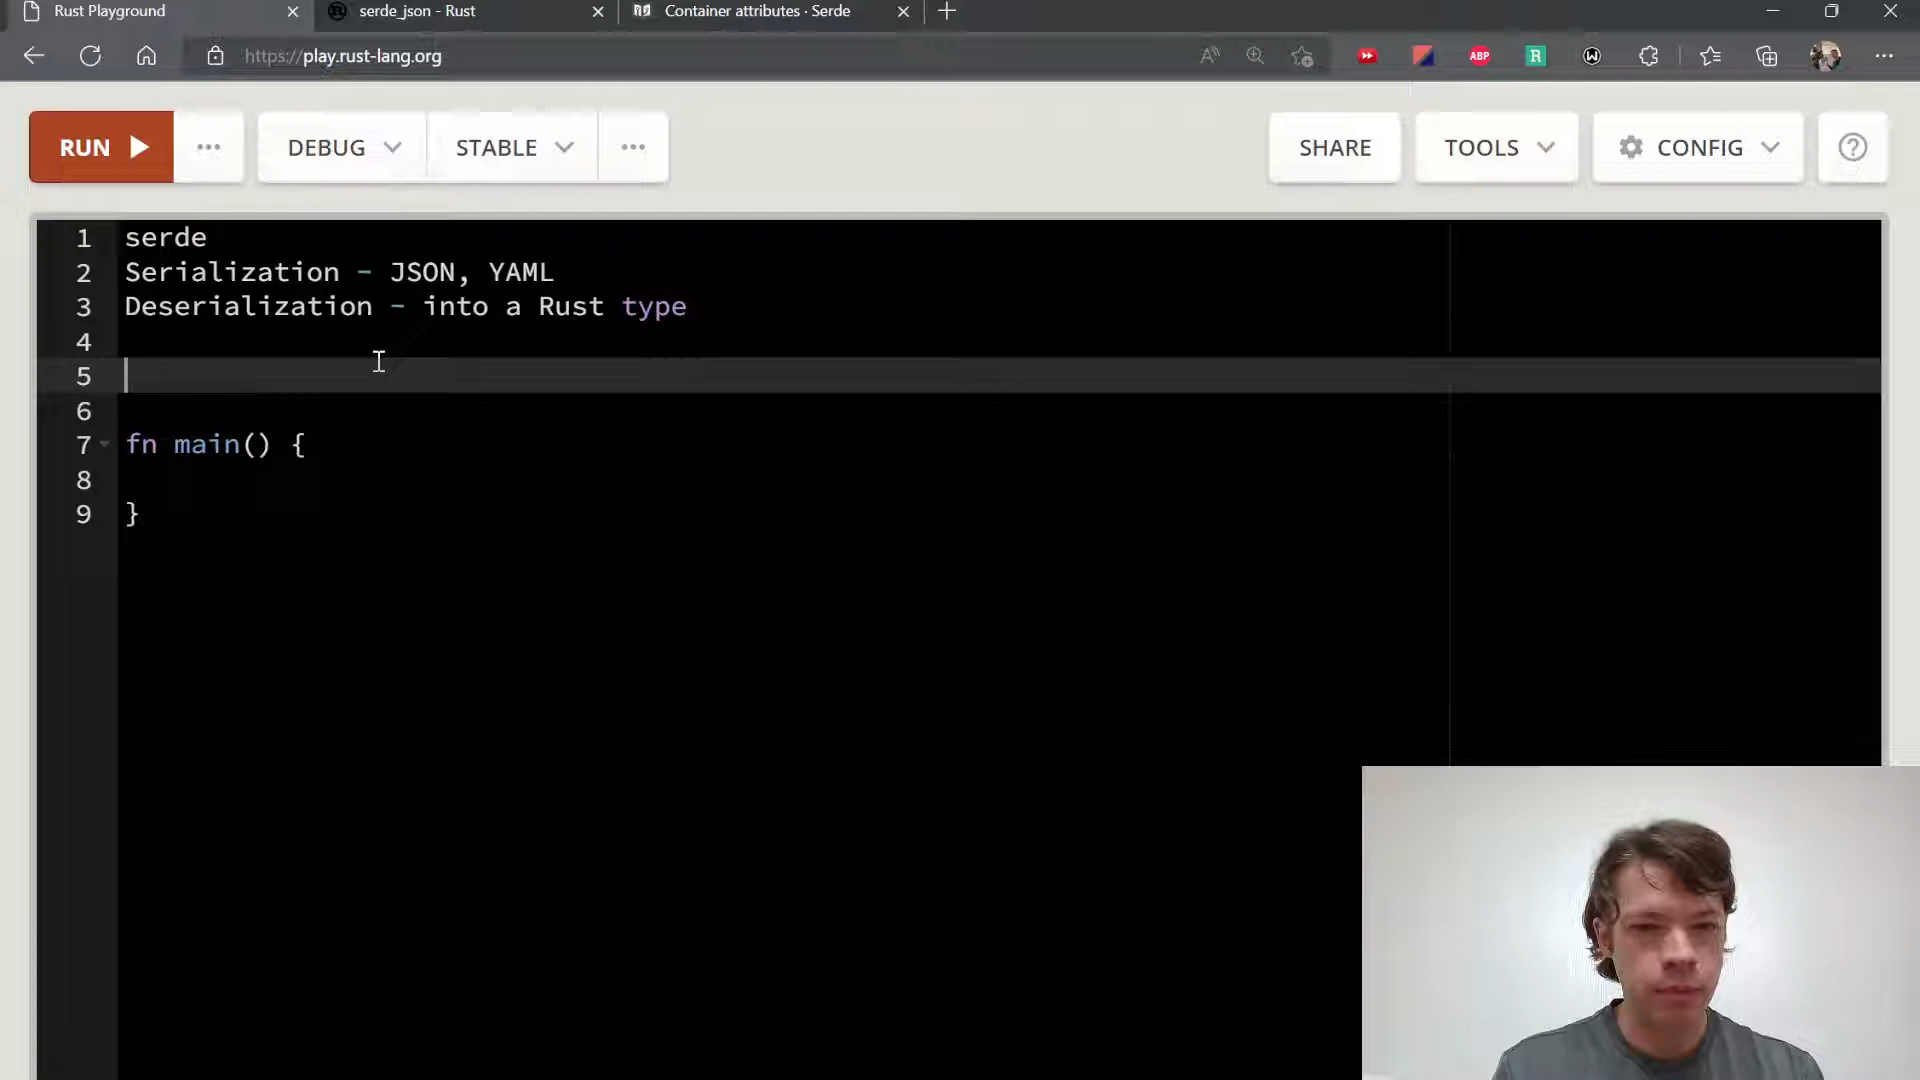 Rust Playground
serde_json - Rust
Container attributes · Serde
https://play.rust-lang.org
ABP
R
W
RUN
DEBUG
STABLE
SHARE
TOOLS
CONFIG
?
1 serde
2 Serialization - JSON, YAML
3 Deserialization - into a Rust type
4
5
6
7 fn main() {
8
9 }